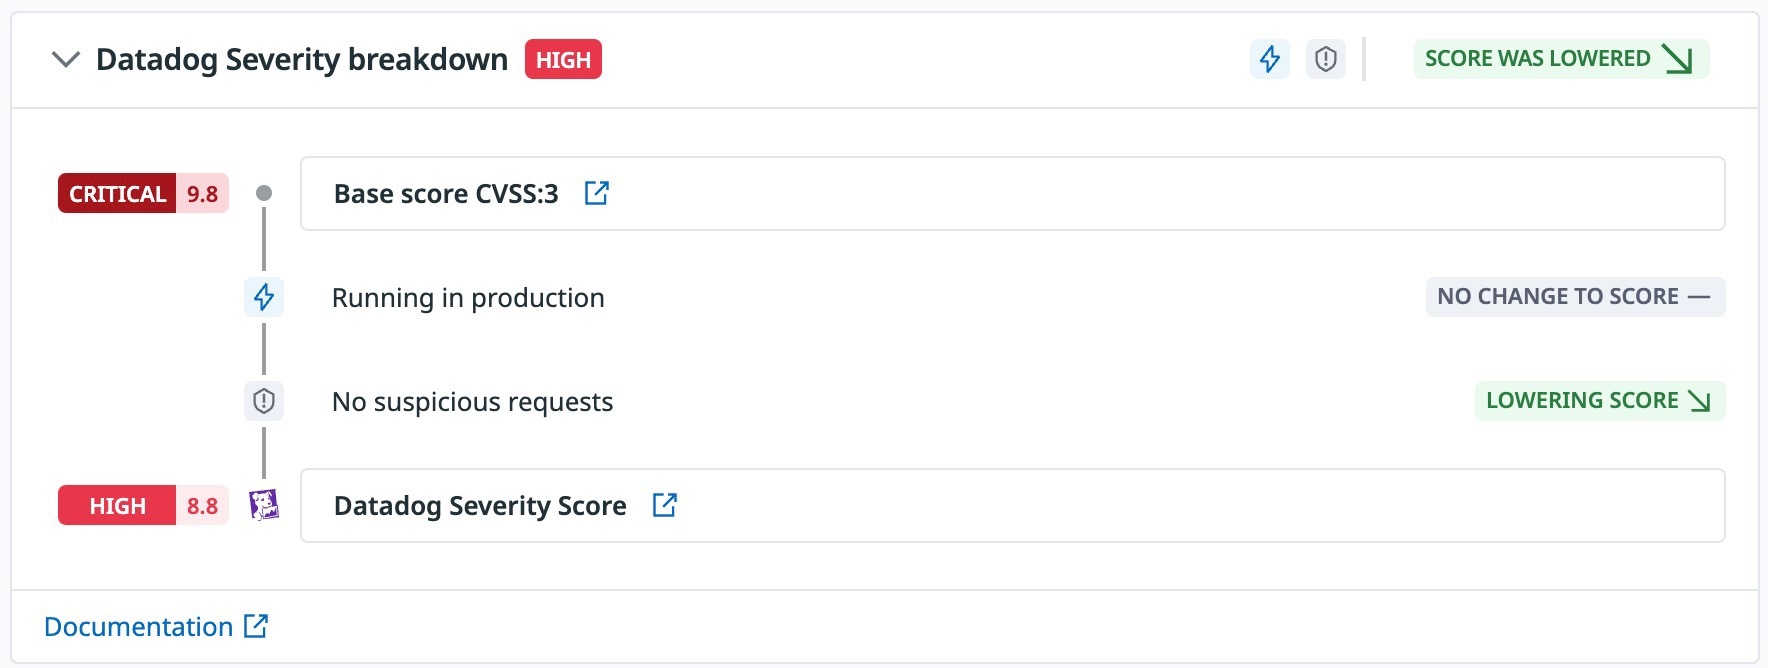 Datadog Severity breakdown HIGH SCORE WAS LOWERED
CRITICAL 9.8 Base score CVSS:3
Running in production NO CHANGE TO SCORE —
No suspicious requests LOWERING SCORE
HIGH 8.8 Datadog Severity Score
Documentation